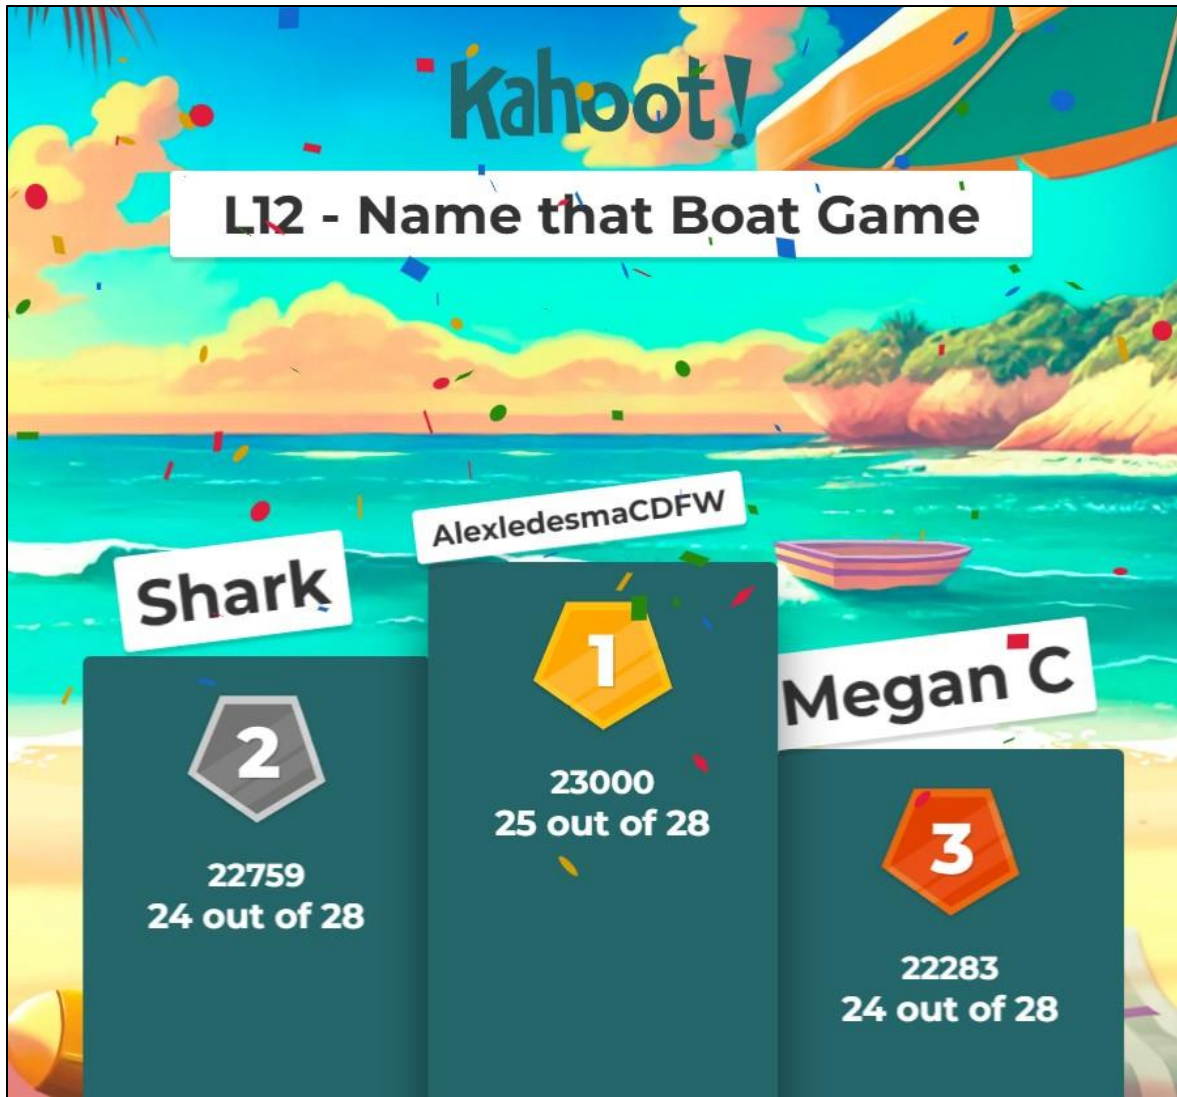 Kahoot!
L12 - Name that Boat Game
AlexledesmaCDFW
Shark
Megan C
1
23000
25 out of 28
2
22759
24 out of 28
3
22283
24 out of 28